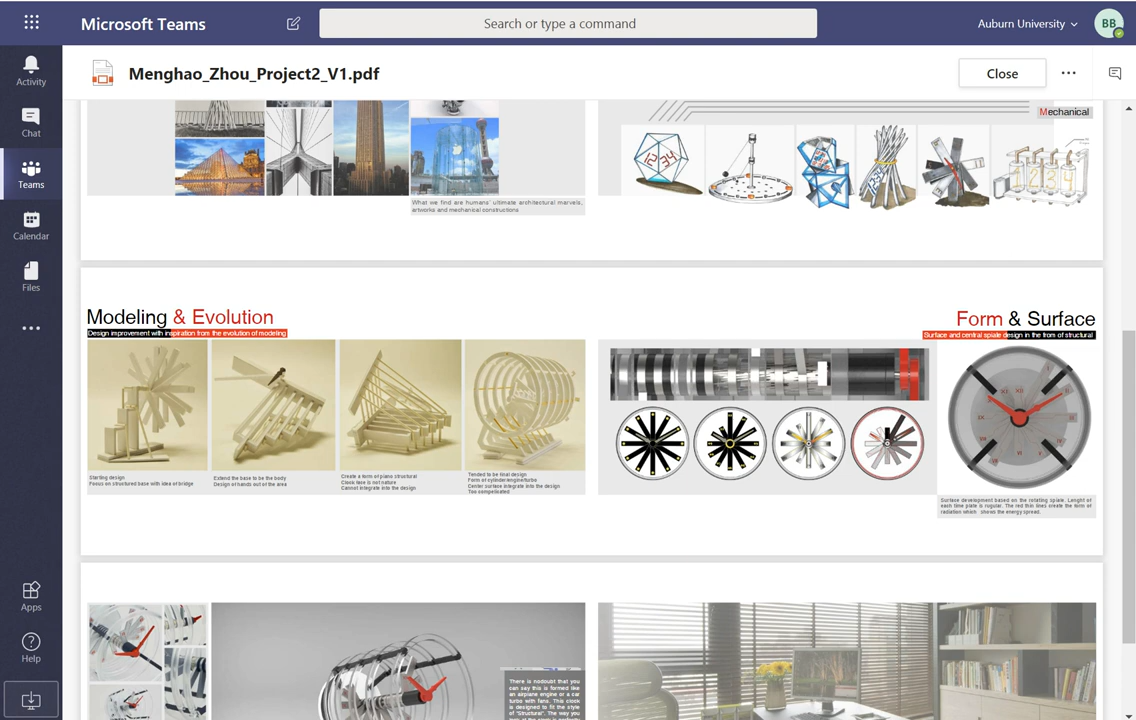 Microsoft Teams
Search or type a command
Auburn University
BB
Activity
Chat
Teams
Calendar
Files
Apps
Help
Menghao_Zhou_Project2_V1.pdf
Close
What we find are humans' ultimate architectural marvels,
artworks and mechanical constructions
Mechanical
Modeling & Evolution
Design improvement with inspiration from the evolution of modeling
Starting design
Focus on structured base with idea of bridge
Extend the base to be the body
Design of hands out of the area
Create a form of plans structural
Clock face is not nature
Cannot integrate into the design
Tended to be final design
Form of cylinder/engine/turbo
Center surface integrate into the design
Too compelicated
Form & Surface
Surface and central spiale design in the from of structural
Surface development based on the rotating spiale. Lenght of
each time plate is rugular. The red thin lines create the form of
radiation which shows the energy spread.
There is nodoubt that you
can say this is formed like
an airplane engine or a car
turbo with fans. This clock
is designed to fit the style
of "Structural". The way you